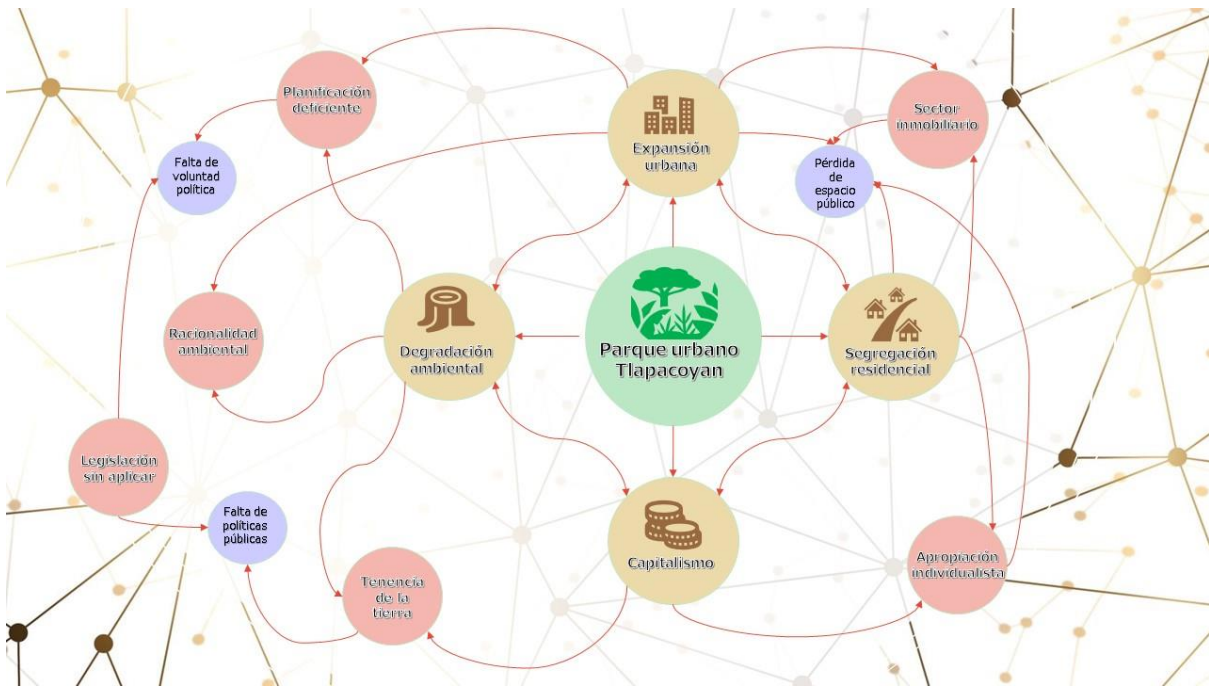 Planificación
deficiente
Expansión
urbana
Sector
inmobiliario
Falta de
voluntad
política
Pérdida
de
espacio
público
Racionalidad
ambiental
Degradación
ambiental
Parque urbano
Tlapacoyan
Segregación
residencial
Legislación
sin aplicar
Falta de
políticas
públicas
Capitalismo
Tenencia
de la
tierra
Apropiación
individualista